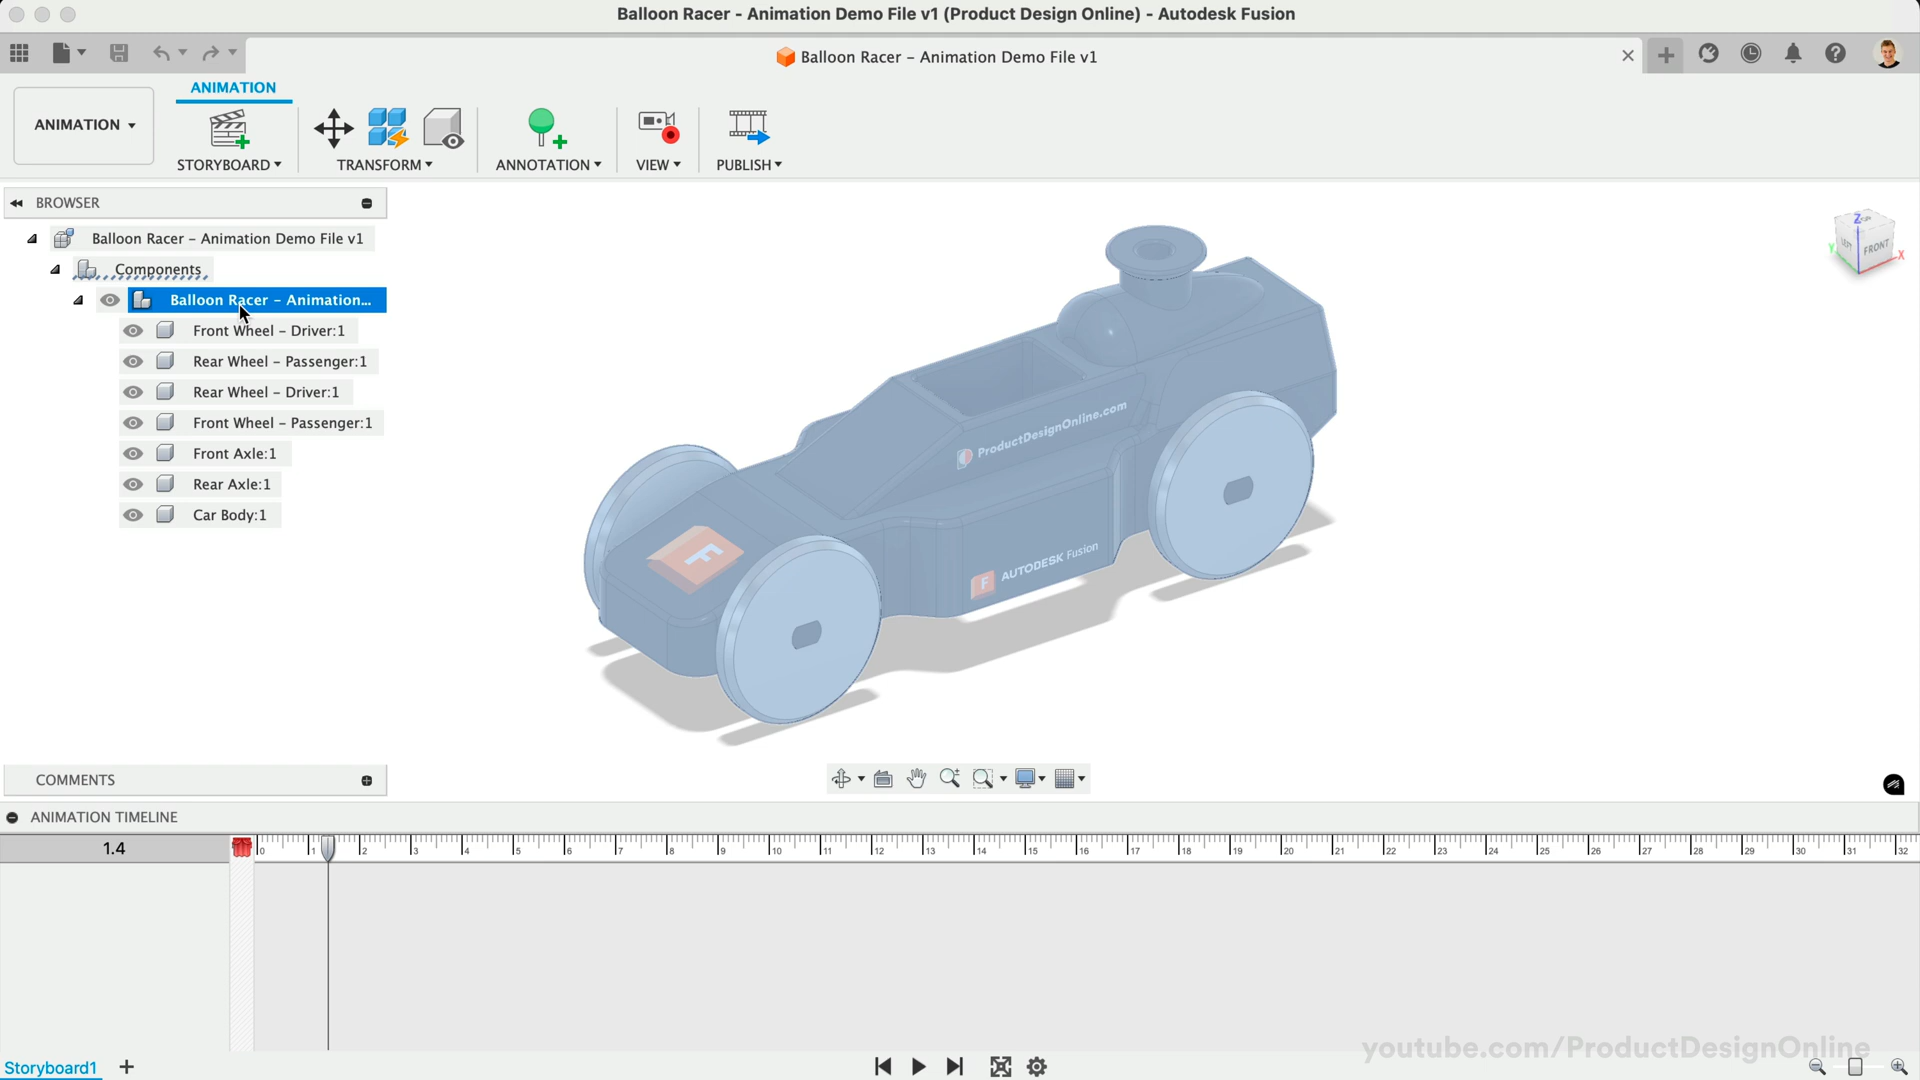 Balloon Racer - Animation Demo File v1 (Product Design Online) - Autodesk Fusion
Balloon Racer – Animation Demo File v1
ANIMATION
ANIMATION
STORYBOARD
TRANSFORM
ANNOTATION
VIEW
PUBLISH
BROWSER
Balloon Racer – Animation Demo File v1
Components
Balloon Racer – Animation...
Front Wheel – Driver:1
Rear Wheel – Passenger:1
Rear Wheel – Driver:1
Front Wheel – Passenger:1
Front Axle:1
Rear Axle:1
Car Body:1
ProductDesignOnline.com
F
F AUTODESK Fusion
Z
LEFT FRONT
Y X
COMMENTS
ANIMATION TIMELINE
1.4
0 1 2 3 4 5 6 7 8 9 10 11 12 13 14 15 16 17 18 19 20 21 22 23 24 25 26 27 28 29 30 31 32
youtube.com/ProductDesignOnline
Storyboard1